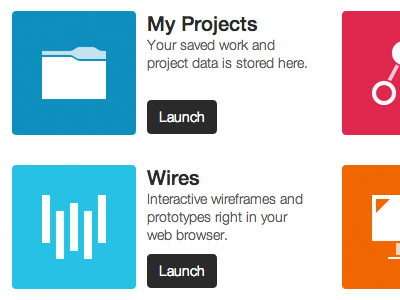 My Projects
Your saved work and
project data is stored here.
Launch
Wires
Interactive wireframes and
prototypes right in your
web browser.
Launch